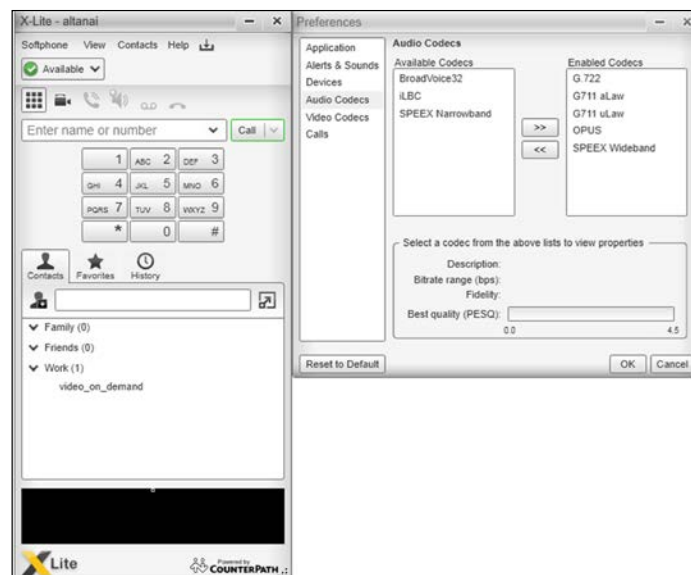 X-Lite - altanai
Softphone View Contacts Help
Available
Enter name or number
Call
1 ABC 2 DEF 3
GHI 4 JKL 5 MNO 6
PQRS 7 TUV 8 WXYZ 9
* 0 #
Contacts Favorites History
Family (0)
Friends (0)
Work (1)
video_on_demand
X Lite
Powered by
COUNTERPATH
Preferences
Application
Alerts & Sounds
Devices
Audio Codecs
Video Codecs
Calls
Audio Codecs
Available Codecs
BroadVoice32
iLBC
SPEEX Narrowband
>>
<<
Enabled Codecs
G.722
G711 aLaw
G711 uLaw
OPUS
SPEEX Wideband
Select a codec from the above lists to view properties
Description:
Bitrate range (bps):
Fidelity:
Best quality (PESQ):
0.0 4.5
Reset to Default
OK Cancel